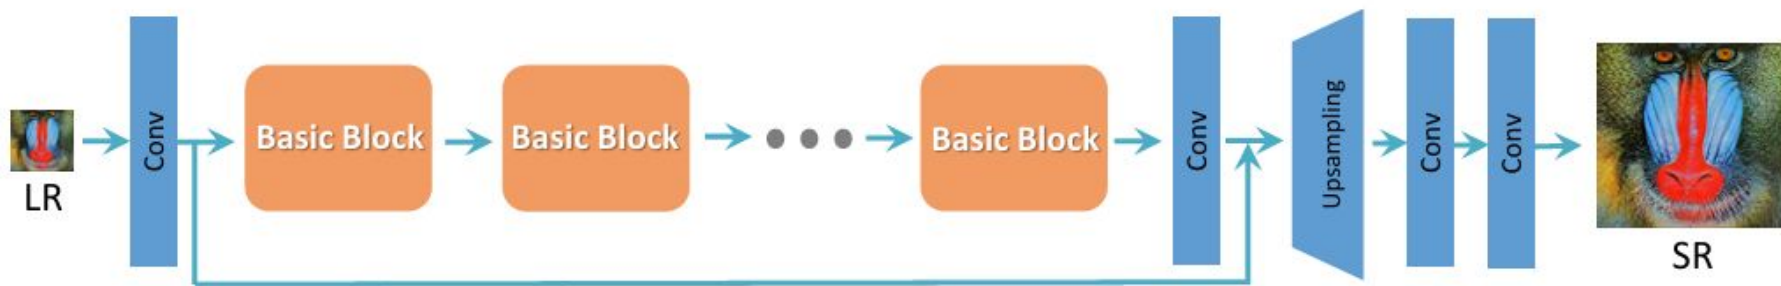 LR
Conv
Basic Block
Basic Block
Basic Block
Conv
Upsampling
Conv
Conv
SR